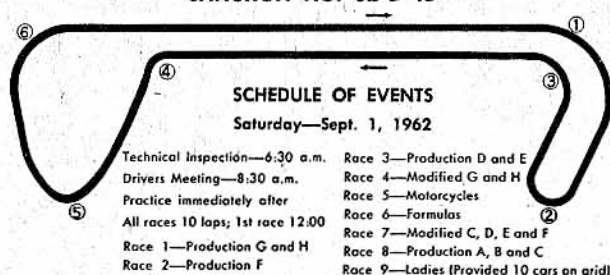 ⑥
①
④
③
SCHEDULE OF EVENTS
Saturday—Sept. 1, 1962
Technical Inspection—6:30 a.m.
Drivers Meeting—8:30 a.m.
Practice immediately after
All races 10 laps; 1st race 12:00
Race 1—Production G and H
Race 2—Production F
Race 3—Production D and E
Race 4—Modified G and H
Race 5—Motorcycles
Race 6—Formulas
Race 7—Modified C, D, E and F
Race 8—Production A, B and C
Race 9—Ladies (Provided 10 cars on grid)
⑤
②